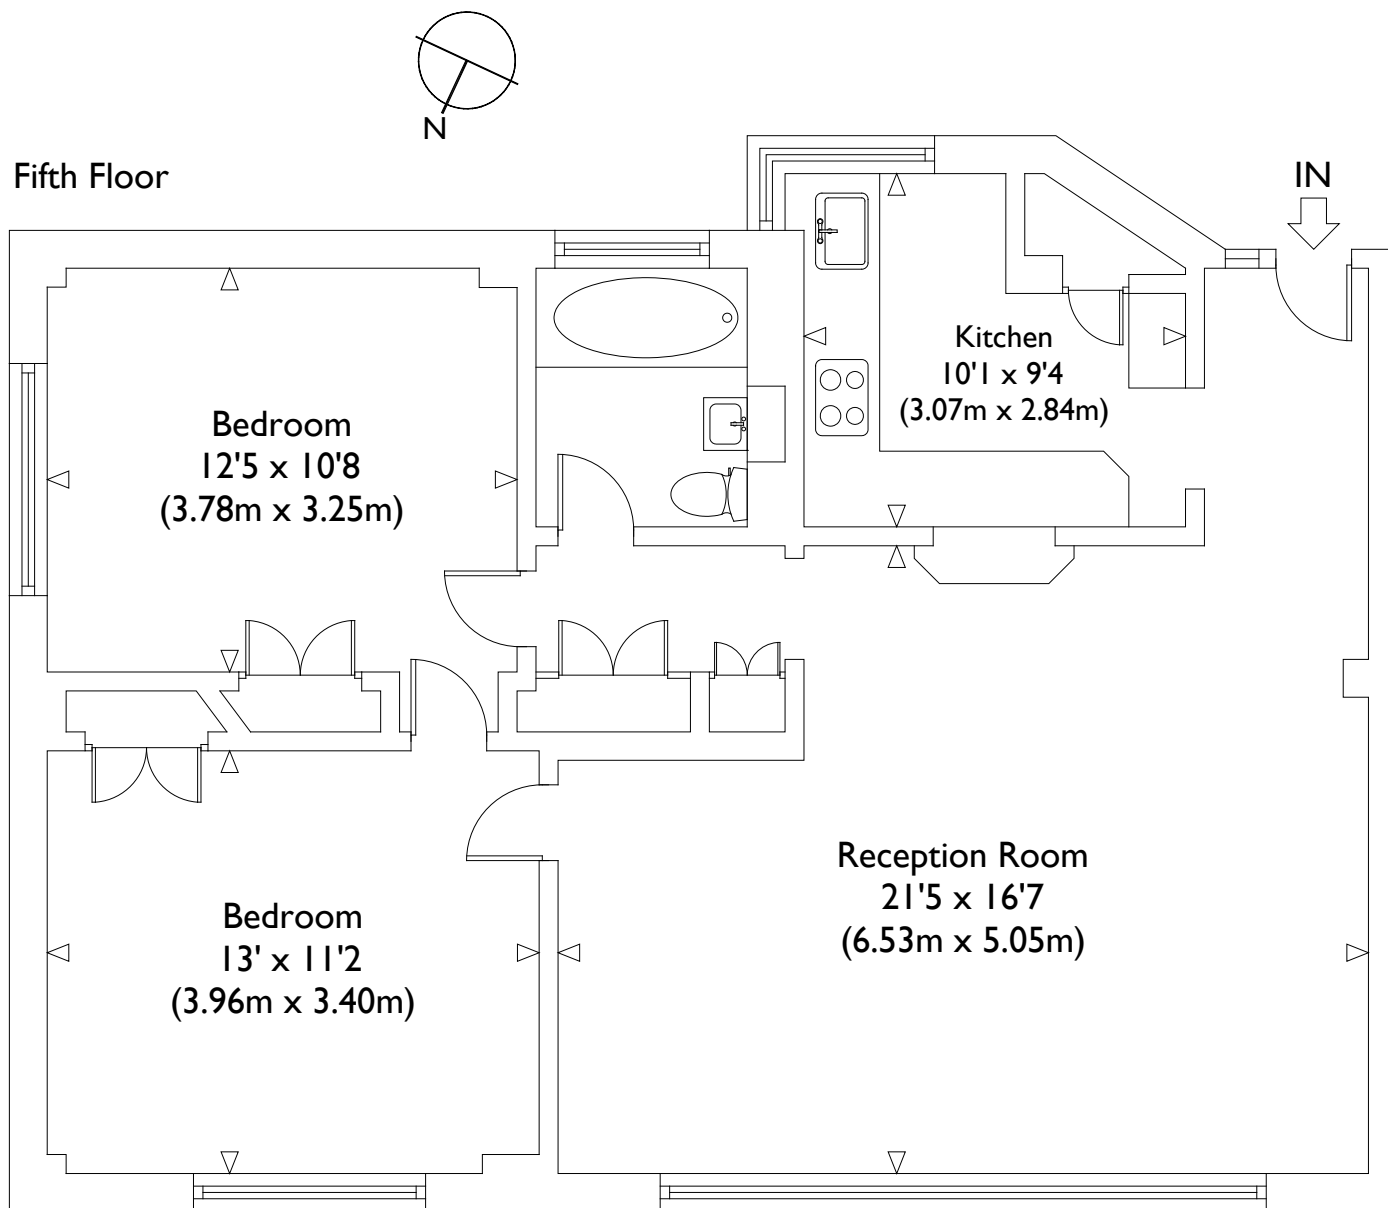 N
Fifth Floor
IN
Kitchen
10'1 x 9'4
(3.07m x 2.84m)
Bedroom
12'5 x 10'8
(3.78m x 3.25m)
Reception Room
21'5 x 16'7
(6.53m x 5.05m)
Bedroom
13' x 11'2
(3.96m x 3.40m)